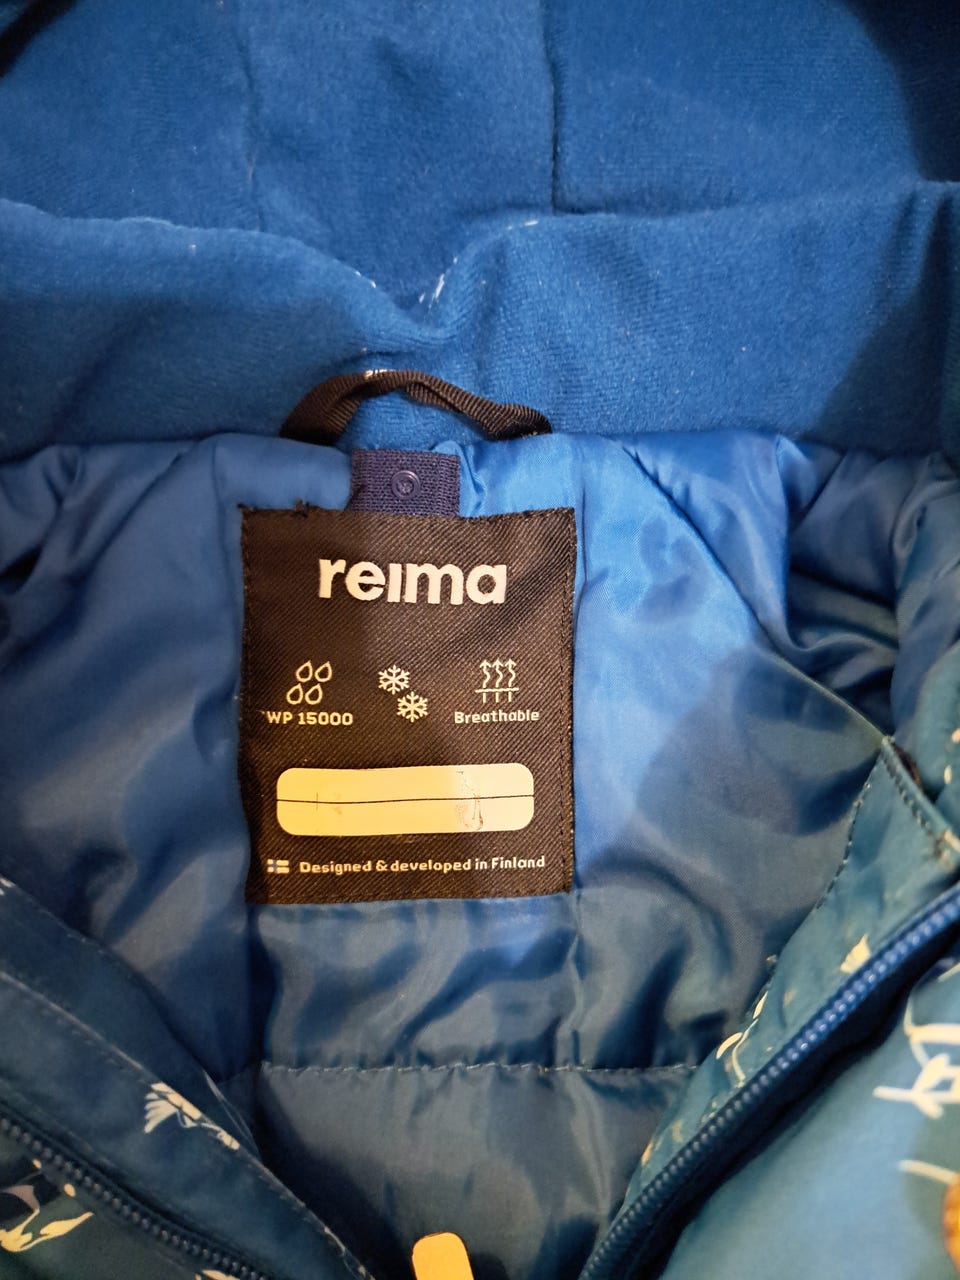 reima
WP 15000
Breathable
Designed & developed in Finland